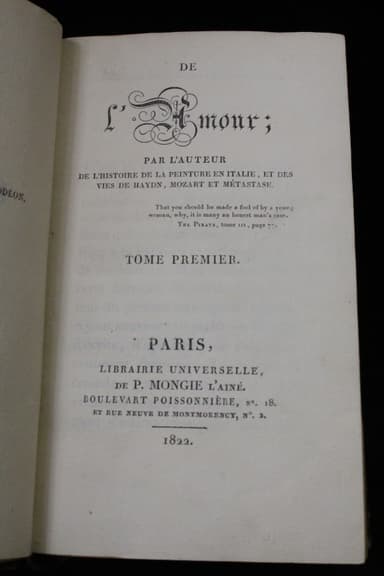 ODÉON,
DE
L'Amour;
PAR L'AUTEUR
DE L'HISTOIRE DE LA PEINTURE EN ITALIE, ET DES
VIES DE HAYDN, MOZART ET MÉTASTASE.
That you should be made a fool of by a young
woman, why, it is many an honest man's case.
THE PIRATE, tome III, page 77.
TOME PREMIER.
PARIS,
LIBRAIRIE UNIVERSELLE,
DE P. MONGIE L'AINÉ.
BOULEVART POISSONNIÈRE, No. 18.
ET RUE NEUVE DE MONTMORENCY, No. 2.
1822.